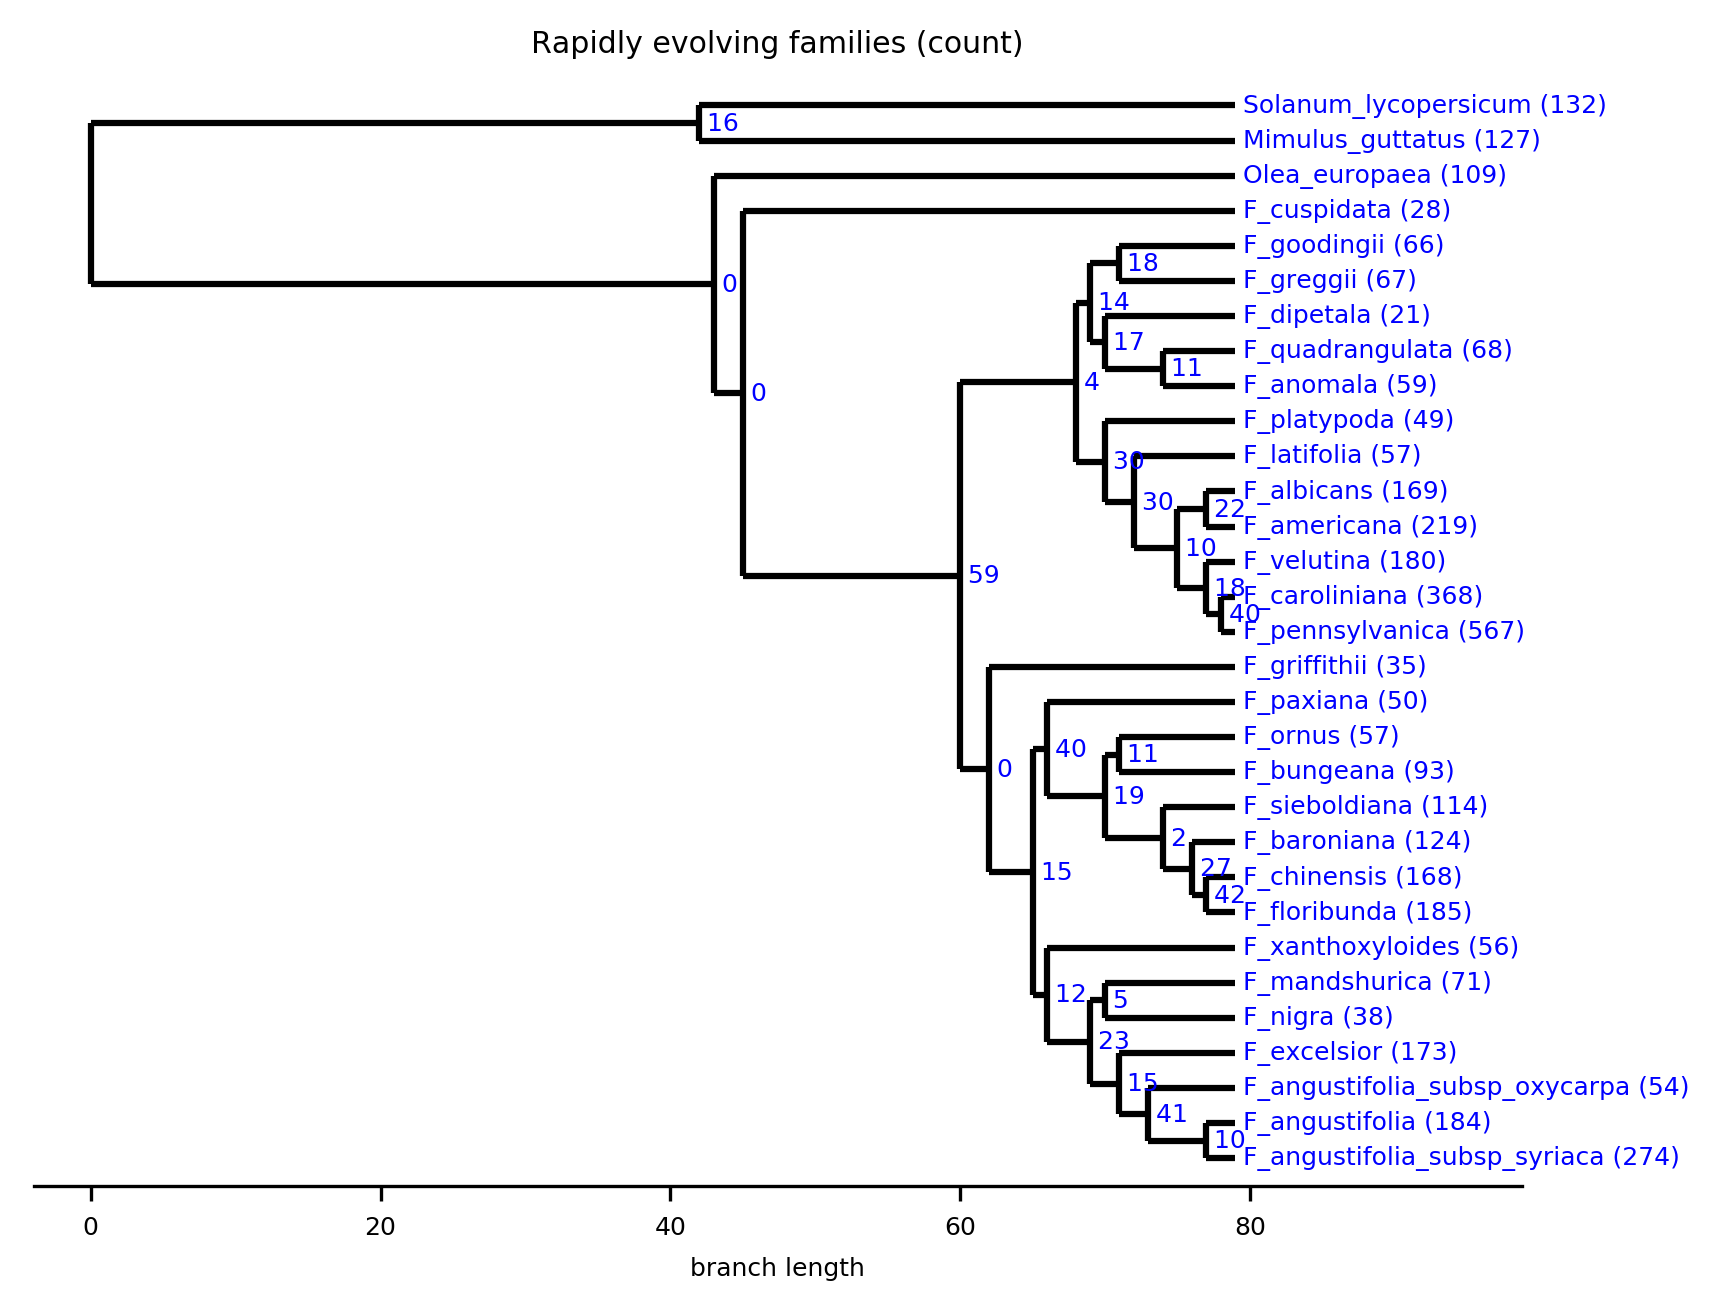 Rapidly evolving families (count)
Solanum_lycopersicum (132)
16
Mimulus_guttatus (127)
Olea_europaea (109)
F_cuspidata (28)
F_goodingii (66)
18
F_greggii (67)
0
14
F_dipetala (21)
17
F_quadrangulata (68)
11
4
F_anomala (59)
0
F_platypoda (49)
F_latifolia (57)
30
F_albicans (169)
30
22
F_americana (219)
10
F_velutina (180)
59
18
F_caroliniana (368)
40
F_pennsylvanica (567)
F_griffithii (35)
F_paxiana (50)
F_ornus (57)
40
11
0
F_bungeana (93)
19
F_sieboldiana (114)
2
F_baroniana (124)
27
15
F_chinensis (168)
42
F_floribunda (185)
F_xanthoxyloides (56)
F_mandshurica (71)
12
5
F_nigra (38)
23
F_excelsior (173)
15
F_angustifolia_subsp_oxycarpa (54)
41
F_angustifolia (184)
10
F_angustifolia_subsp_syriaca (274)
0 20 40 60 80
branch length